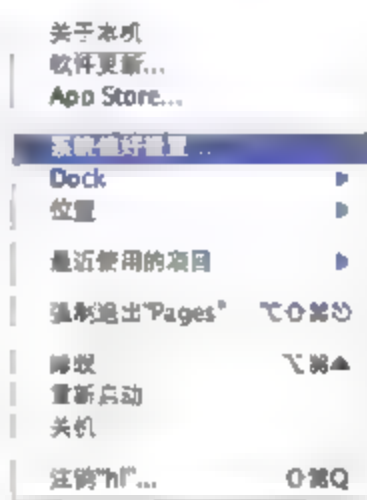 关于本机
软件更新...
App Store...
系统偏好设置...
Dock
位置
最近使用的项目
强制退出"Pages" ⌥⇧⌘⎋
睡眠 ⌥⌘⏏
重新启动
关机
注销"hl"... ⇧⌘Q